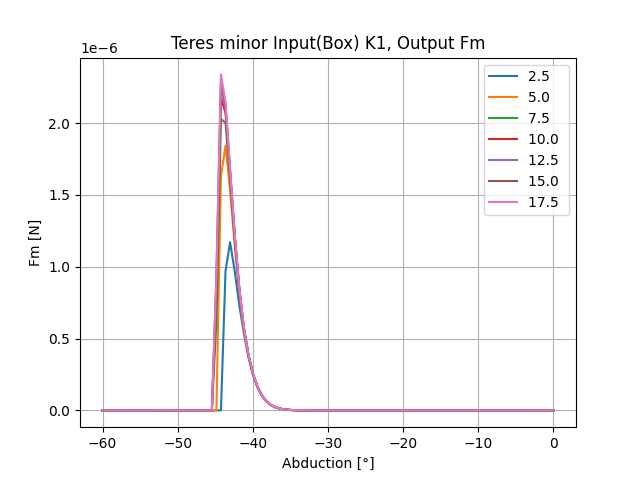 Teres minor Input(Box) K1, Output Fm
1e−6
2.5
5.0
7.5
10.0
12.5
15.0
17.5
2.0
1.5
1.0
0.5
0.0
Fm [N]
−60 −50 −40 −30 −20 −10 0
Abduction [°]